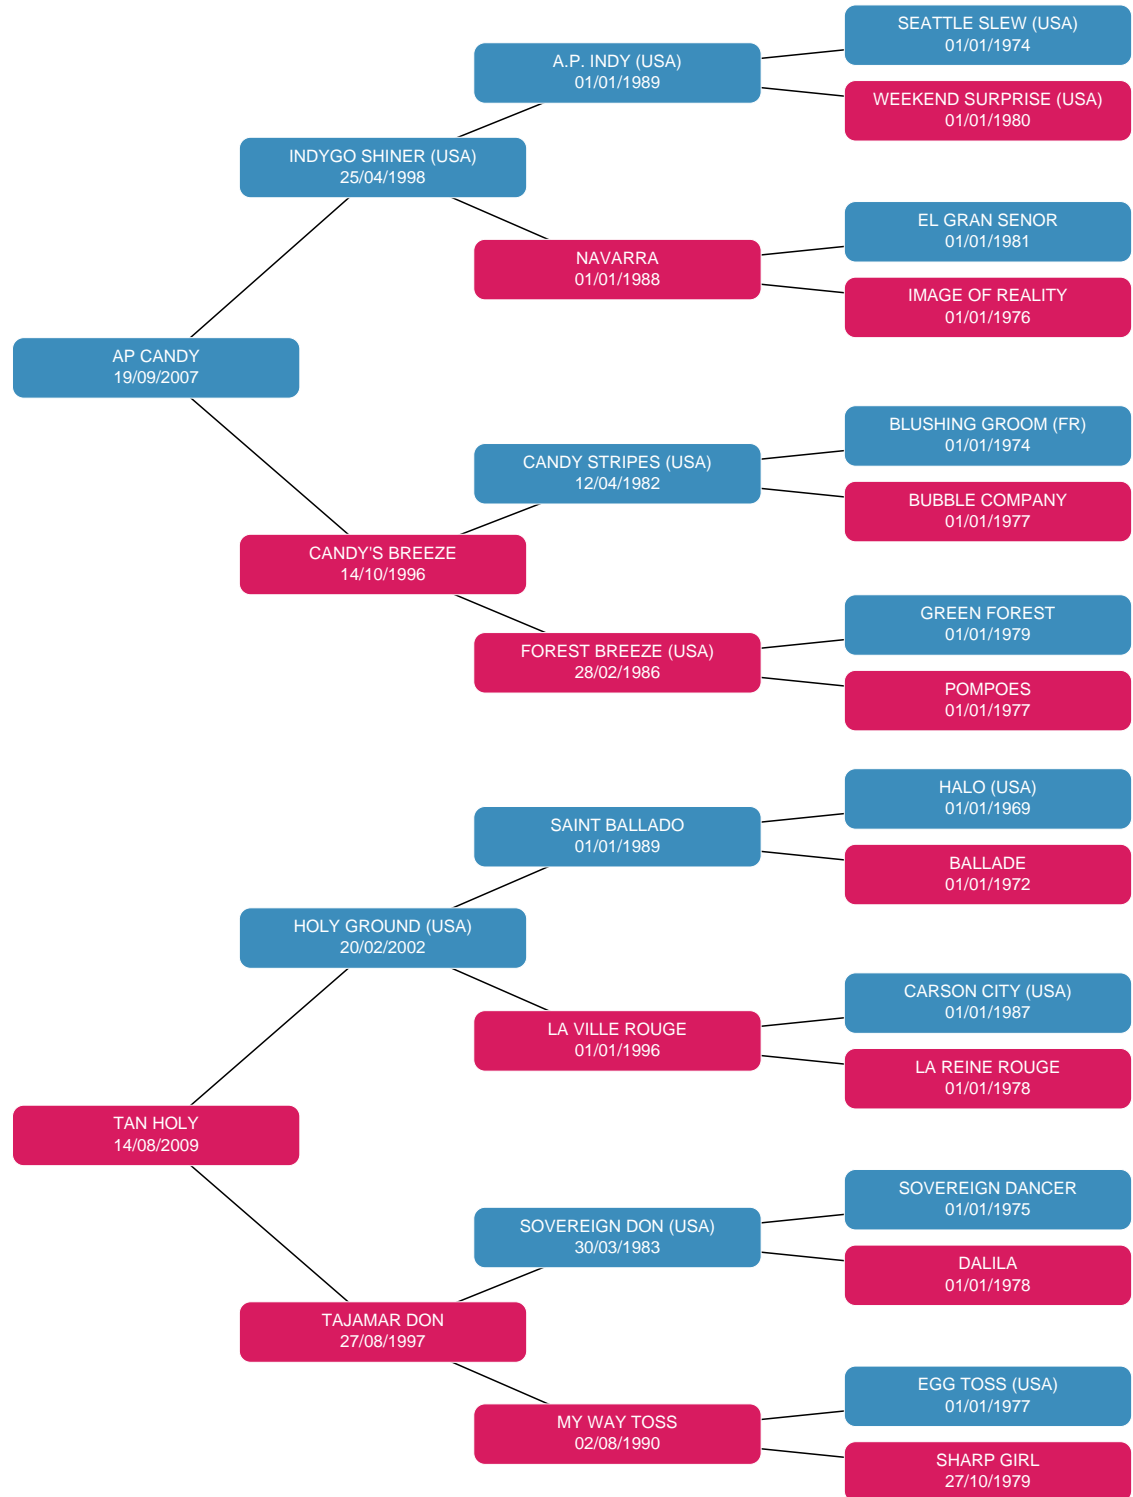 SEATTLE SLEW (USA)
01/01/1974
A.P. INDY (USA)
01/01/1989
WEEKEND SURPRISE (USA)
01/01/1980
INDYGO SHINER (USA)
25/04/1998
EL GRAN SENOR
01/01/1981
NAVARRA
01/01/1988
IMAGE OF REALITY
01/01/1976
AP CANDY
19/09/2007
BLUSHING GROOM (FR)
01/01/1974
CANDY STRIPES (USA)
12/04/1982
BUBBLE COMPANY
01/01/1977
CANDY'S BREEZE
14/10/1996
GREEN FOREST
01/01/1979
FOREST BREEZE (USA)
28/02/1986
POMPOES
01/01/1977
HALO (USA)
01/01/1969
SAINT BALLADO
01/01/1989
BALLADE
01/01/1972
HOLY GROUND (USA)
20/02/2002
CARSON CITY (USA)
01/01/1987
LA VILLE ROUGE
01/01/1996
LA REINE ROUGE
01/01/1978
TAN HOLY
14/08/2009
SOVEREIGN DANCER
01/01/1975
SOVEREIGN DON (USA)
30/03/1983
DALILA
01/01/1978
TAJAMAR DON
27/08/1997
EGG TOSS (USA)
01/01/1977
MY WAY TOSS
02/08/1990
SHARP GIRL
27/10/1979